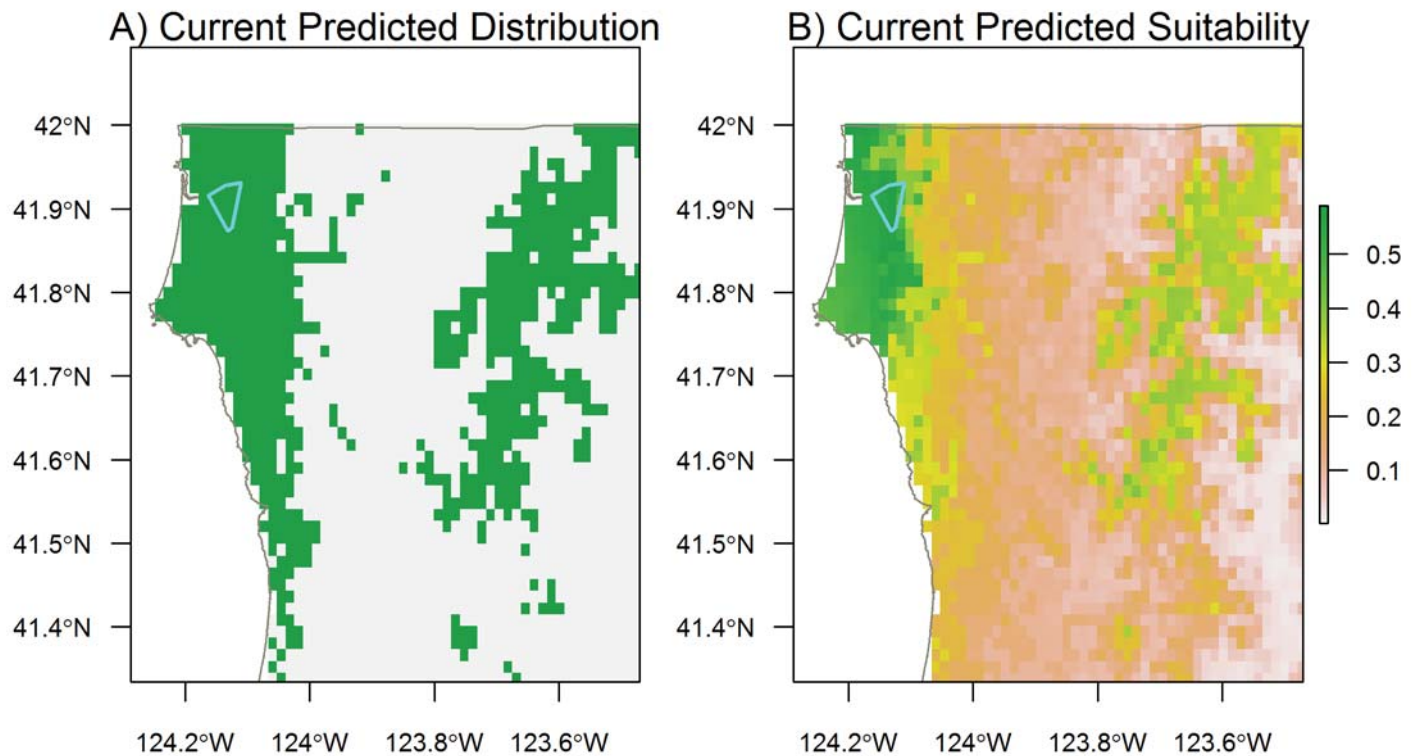 A) Current Predicted Distribution
B) Current Predicted Suitability
42°N
41.9°N
41.8°N
41.7°N
41.6°N
41.5°N
41.4°N
124.2°W 124°W 123.8°W 123.6°W
42°N
41.9°N
41.8°N
41.7°N
41.6°N
41.5°N
41.4°N
124.2°W 124°W 123.8°W 123.6°W
0.5
0.4
0.3
0.2
0.1